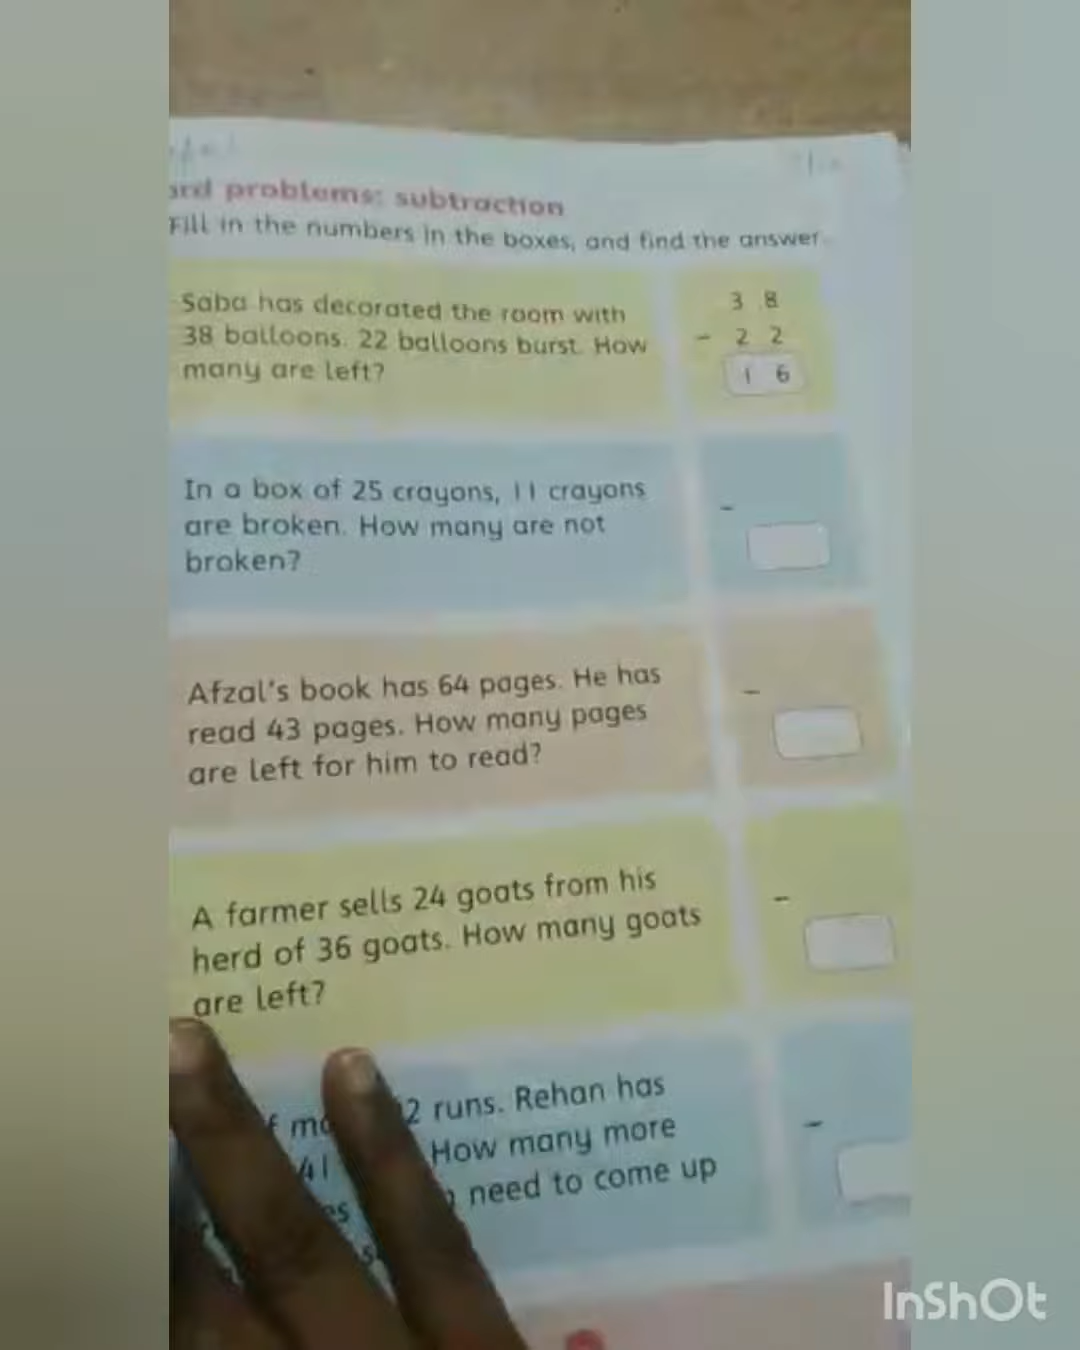 problems: subtraction
Fill in the numbers in the boxes, and find the answer.
Saba has decorated the room with
38 balloons. 22 balloons burst. How
many are left?
3 8
- 2 2
1 6
In a box of 25 crayons, 11 crayons
are broken. How many are not
broken?
-
Afzal's book has 64 pages. He has
read 43 pages. How many pages
are left for him to read?
-
A farmer sells 24 goats from his
herd of 36 goats. How many goats
are left?
-
runs. Rehan has
41 How many more
need to come up
-
InShOt